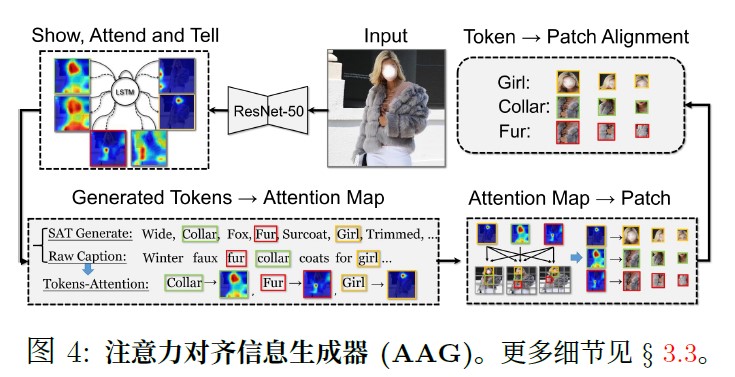 Show, Attend and Tell
Input
Token → Patch Alignment
LSTM
ResNet-50
Girl:
Collar:
Fur:
Generated Tokens → Attention Map
Attention Map → Patch
SAT Generate: Wide, Collar, Fox, Fur, Surcoat, Girl, Trimmed, ...
Raw Caption: Winter faux fur collar coats for girl...
Tokens-Attention: Collar → , Fur → , Girl →
图 4: 注意力对齐信息生成器 (AAG)。更多细节见 § 3.3。